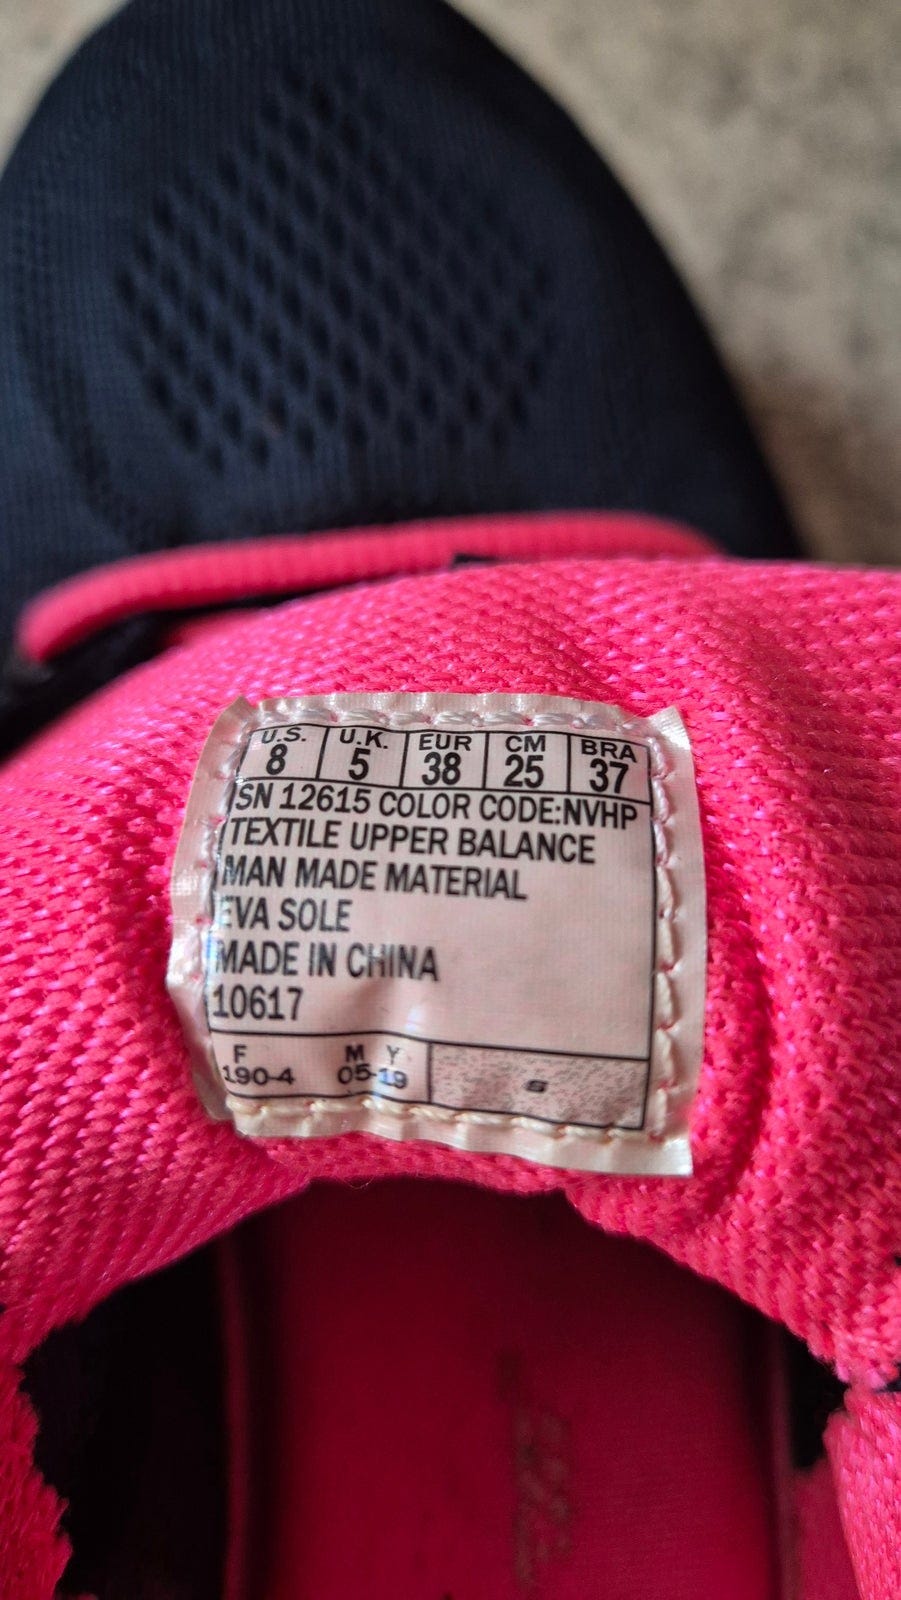 U.S. U.K. EUR CM BRA
8 5 38 25 37
SN 12615 COLOR CODE:NVHP
TEXTILE UPPER BALANCE
MAN MADE MATERIAL
EVA SOLE
MADE IN CHINA
10617
F M Y
190-4 05-19
S